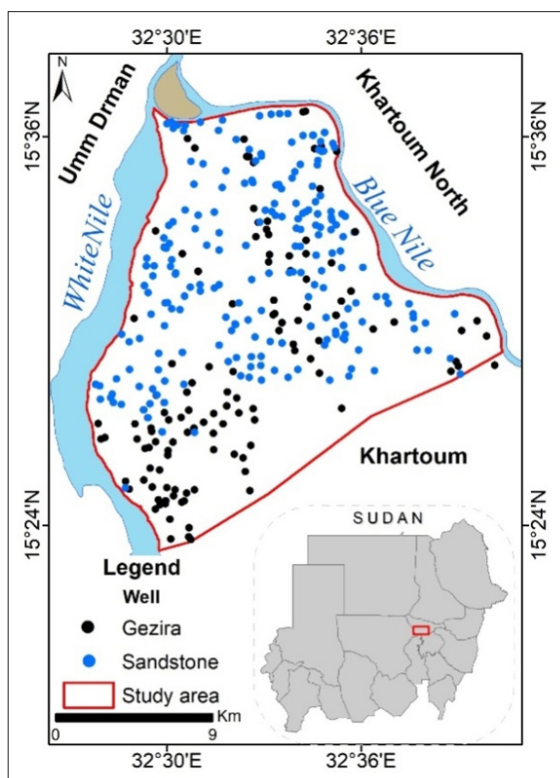 32°30'E 32°36'E
N
15°36'N 15°36'N
Umm Drman
Khartoum North
WhiteNile
Blue Nile
Khartoum
15°24'N 15°24'N
SUDAN
Legend
Well
Gezira
Sandstone
Study area
Km
0 9
32°30'E 32°36'E